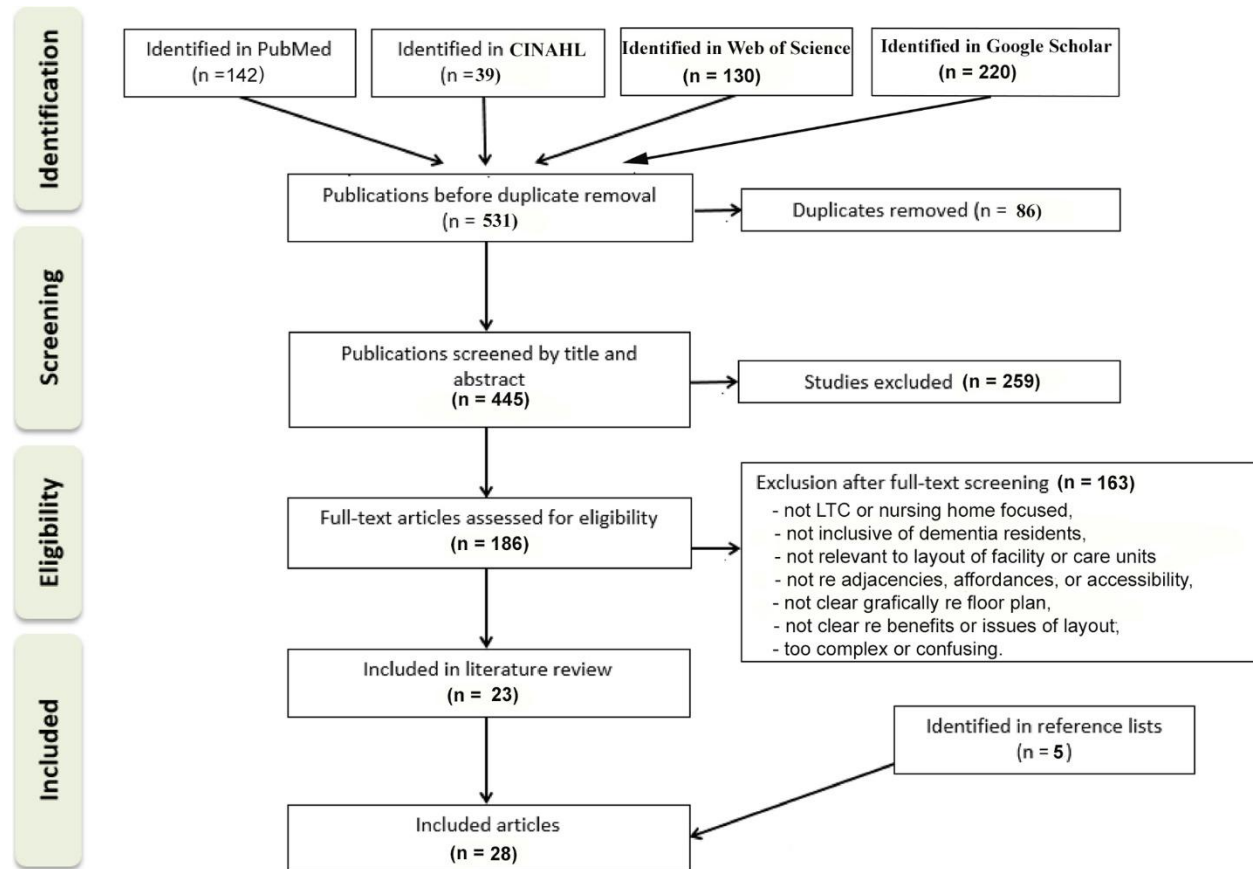 Identification
Identified in PubMed
(n =142)
Identified in CINAHL
(n =39)
Identified in Web of Science
(n = 130)
Identified in Google Scholar
(n = 220)
Publications before duplicate removal
(n = 531)
Duplicates removed (n = 86)
Screening
Publications screened by title and
abstract
(n = 445)
Studies excluded (n = 259)
Eligibility
Full-text articles assessed for eligibility
(n = 186)
Exclusion after full-text screening (n = 163)
- not LTC or nursing home focused,
- not inclusive of dementia residents,
- not relevant to layout of facility or care units
- not re adjacencies, affordances, or accessibility,
- not clear grafically re floor plan,
- not clear re benefits or issues of layout,
- too complex or confusing.
Included
Included in literature review
(n = 23)
Identified in reference lists
(n = 5)
Included articles
(n = 28)